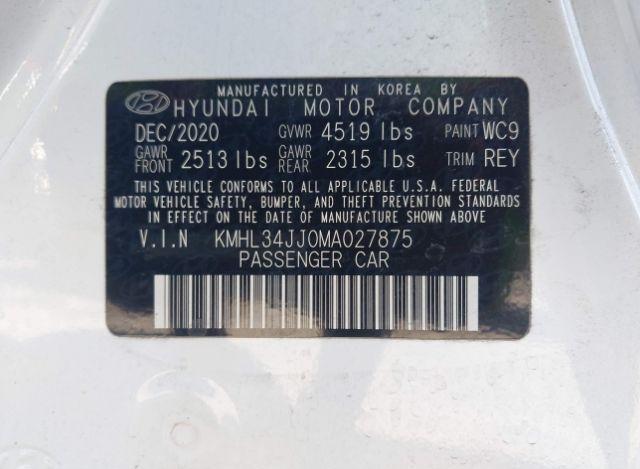 MANUFACTURED IN KOREA BY
HYUNDAI MOTOR COMPANY
DEC/2020 GVWR 4519 lbs PAINT WC9
GAWR FRONT 2513 lbs GAWR REAR 2315 lbs TRIM REY
THIS VEHICLE CONFORMS TO ALL APPLICABLE U.S.A. FEDERAL
MOTOR VEHICLE SAFETY, BUMPER, AND THEFT PREVENTION STANDARDS
IN EFFECT ON THE DATE OF MANUFACTURE SHOWN ABOVE
V.I.N KMHL34JJ0MA027875
PASSENGER CAR